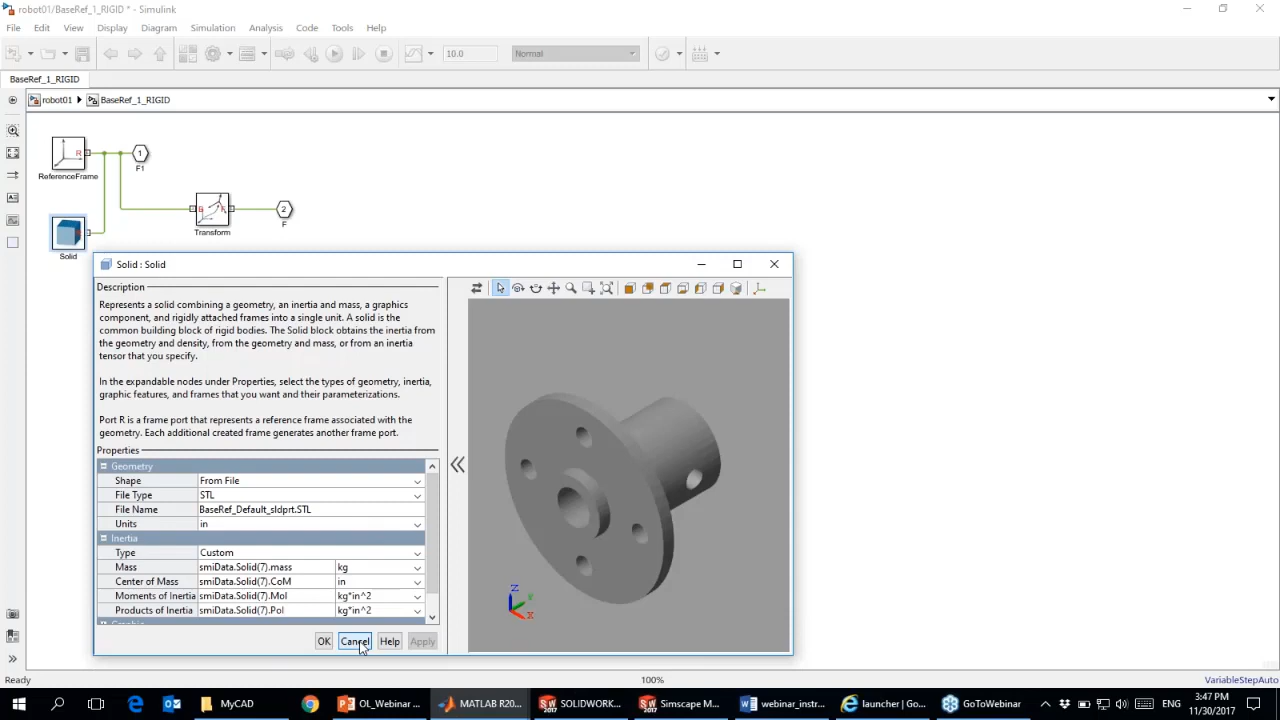 robot01/BaseRef_1_RIGID * - Simulink
File Edit View Display Diagram Simulation Analysis Code Tools Help
10.0 Normal
BaseRef_1_RIGID
robot01 BaseRef_1_RIGID
R 1
ReferenceFrame F1
B F 2
Transform F
Solid
Solid : Solid
Description
Represents a solid combining a geometry, an inertia and mass, a graphics
component, and rigidly attached frames into a single unit. A solid is the
common building block of rigid bodies. The Solid block obtains the inertia from
the geometry and density, from the geometry and mass, or from an inertia
tensor that you specify.
In the expandable nodes under Properties, select the types of geometry, inertia,
graphic features, and frames that you want and their parameterizations.
Port R is a frame port that represents a reference frame associated with the
geometry. Each additional created frame generates another frame port.
Properties
Geometry
Shape From File
File Type STL
File Name BaseRef_Default_sldprt.STL
Units in
Inertia
Type Custom
Mass smiData.Solid(7).mass kg
Center of Mass smiData.Solid(7).CoM in
Moments of Inertia smiData.Solid(7).MoI kg*in^2
Products of Inertia smiData.Solid(7).PoI kg*in^2
Graphic
Z Y X
OK Cancel Help Apply
Ready 100% VariableStepAuto
MyCAD OL_Webinar ... MATLAB R20... SOLIDWORK... Simscape M... webinar_instr... launcher | Go... GoToWebinar 3:47 PM
11/30/2017